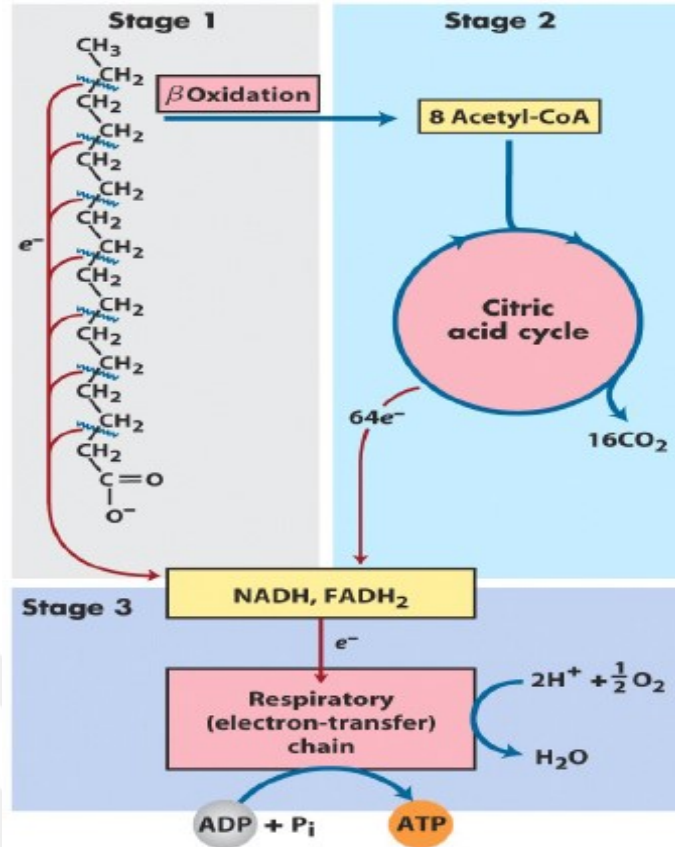 Stage 1
CH₃
CH₂
CH₂
CH₂
CH₂
CH₂
CH₂
CH₂
CH₂
CH₂
CH₂
CH₂
CH₂
CH₂
CH₂
C=O
O⁻
e⁻
β Oxidation
Stage 2
8 Acetyl-CoA
Citric
acid cycle
64e⁻
16CO₂
NADH, FADH₂
Stage 3
e⁻
Respiratory
(electron-transfer)
chain
2H⁺ + ½O₂
H₂O
ADP + Pᵢ
ATP